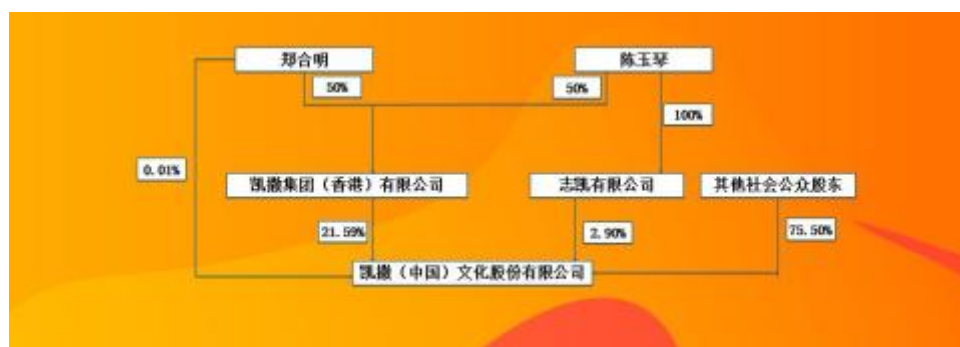 郑合明
陈玉琴
50%
50%
100%
0.01%
凯撒集团（香港）有限公司
志凯有限公司
其他社会公众股东
21.59%
2.90%
75.50%
凯撒（中国）文化股份有限公司